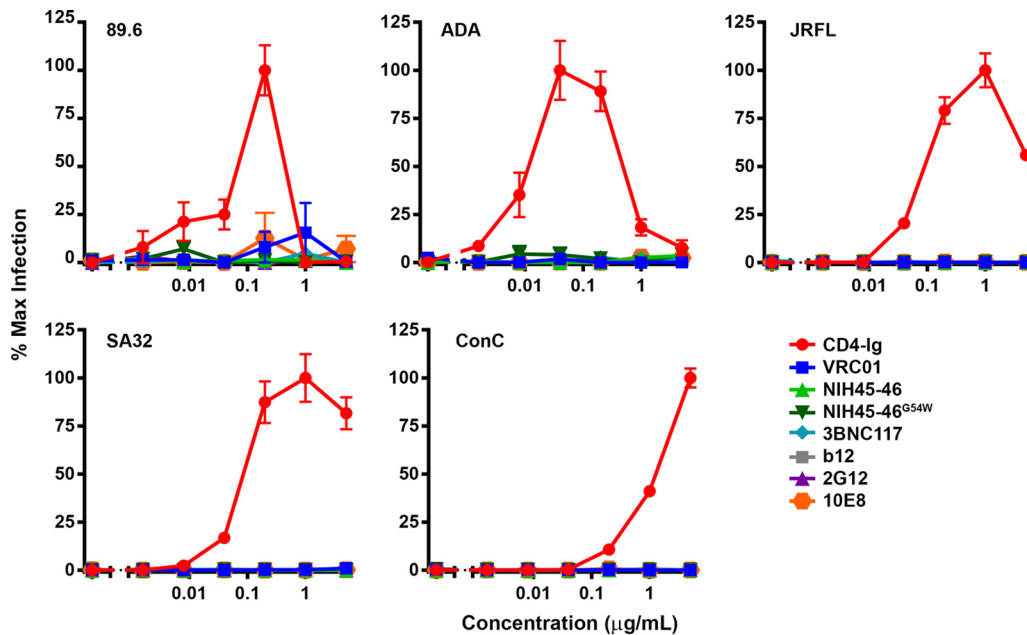 89.6
125
100
75
50
25
0
0.01 0.1 1
ADA
125
100
75
50
25
0
0.01 0.1 1
JRFL
125
100
75
50
25
0
0.01 0.1 1
% Max Infection
SA32
125
100
75
50
25
0
0.01 0.1 1
ConC
125
100
75
50
25
0
0.01 0.1 1
Concentration (μg/mL)
CD4-Ig
VRC01
NIH45-46
NIH45-46G54W
3BNC117
b12
2G12
10E8